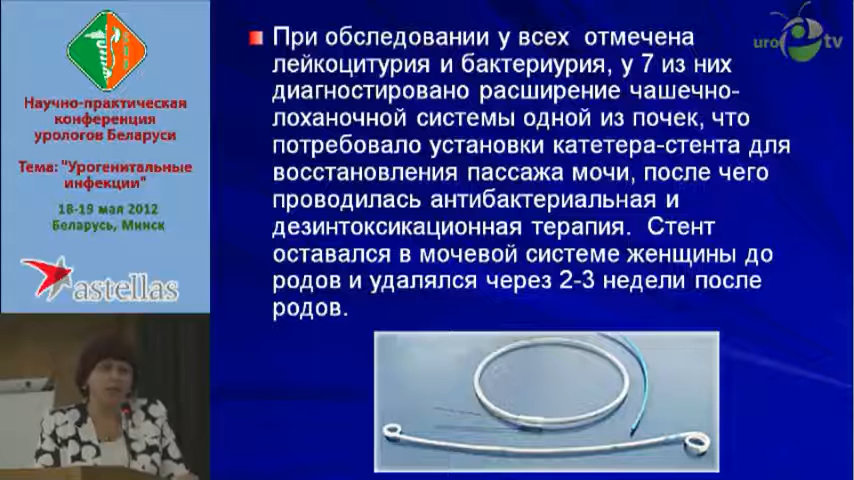 Научно-практическая
конференция
урологов Беларуси
Тема: "Урогенитальные
инфекции"
18-19 мая 2012
Беларусь, Минск
astellas
При обследовании у всех отмечена
лейкоцитурия и бактериурия, у 7 из них
диагностировано расширение чашечно-
лоханочной системы одной из почек, что
потребовало установки катетера-стента для
восстановления пассажа мочи, после чего
проводилась антибактериальная и
дезинтоксикационная терапия. Стент
оставался в мочевой системе женщины до
родов и удалялся через 2-3 недели после
родов.
uro tv